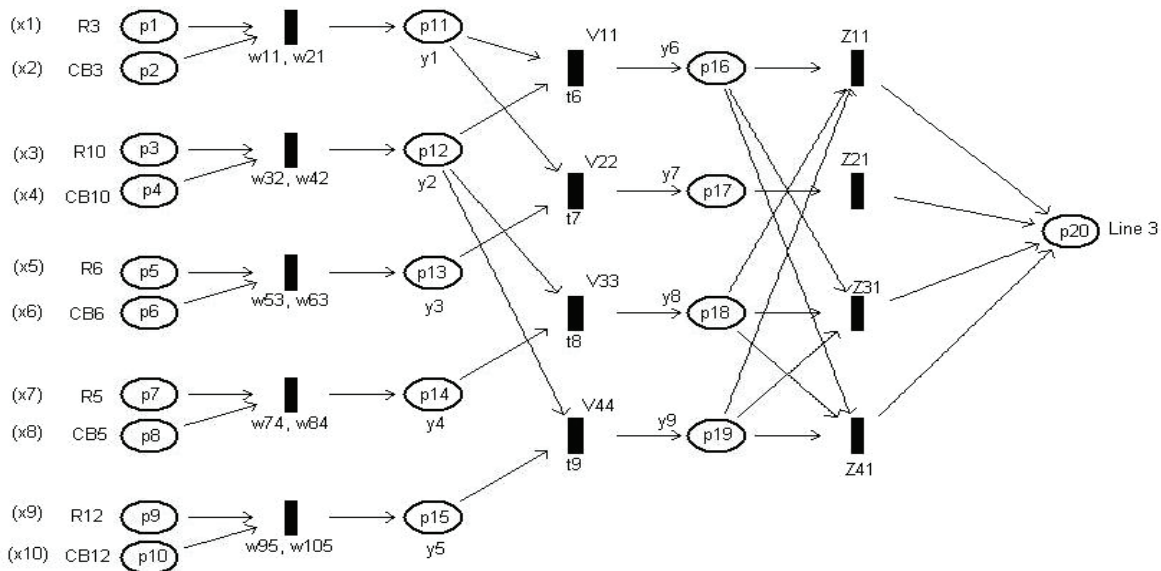 (x1) R3 p1 p11 V11 y6 Z11
w11, w21 y1 p16
(x2) CB3 p2 t6
(x3) R10 p3 p12 V22 y7 Z21
w32, w42 y2 p17
(x4) CB10 p4 t7
p20 Line 3
(x5) R6 p5 p13 V33 y8 Z31
w53, w63 y3 p18
(x6) CB6 p6 t8
(x7) R5 p7 p14 V44 y9
w74, w84 y4 p19
(x8) CB5 p8 t9 Z41
(x9) R12 p9 p15
w95, w105 y5
(x10) CB12 p10